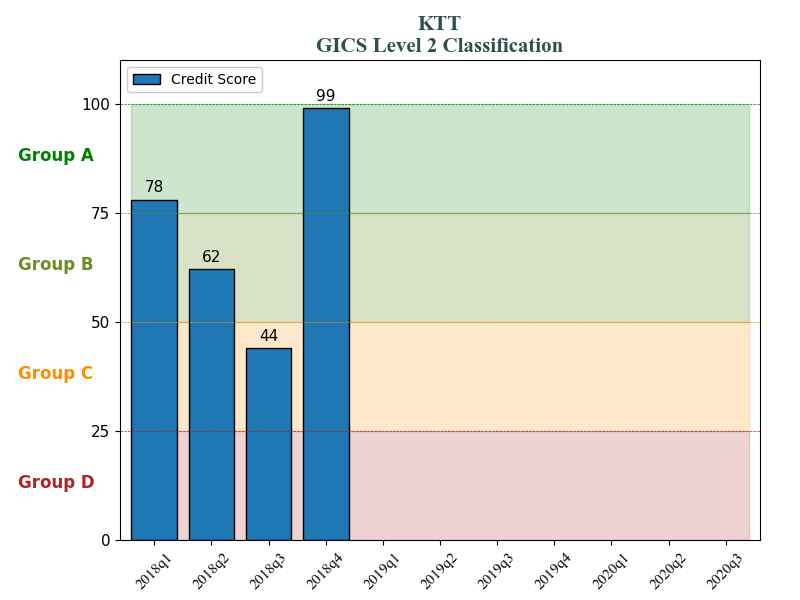 KTT
GICS Level 2 Classification
Credit Score
100
75
50
25
0
Group A
Group B
Group C
Group D
78
62
44
99
2018q1
2018q2
2018q3
2018q4
2019q1
2019q2
2019q3
2019q4
2020q1
2020q2
2020q3